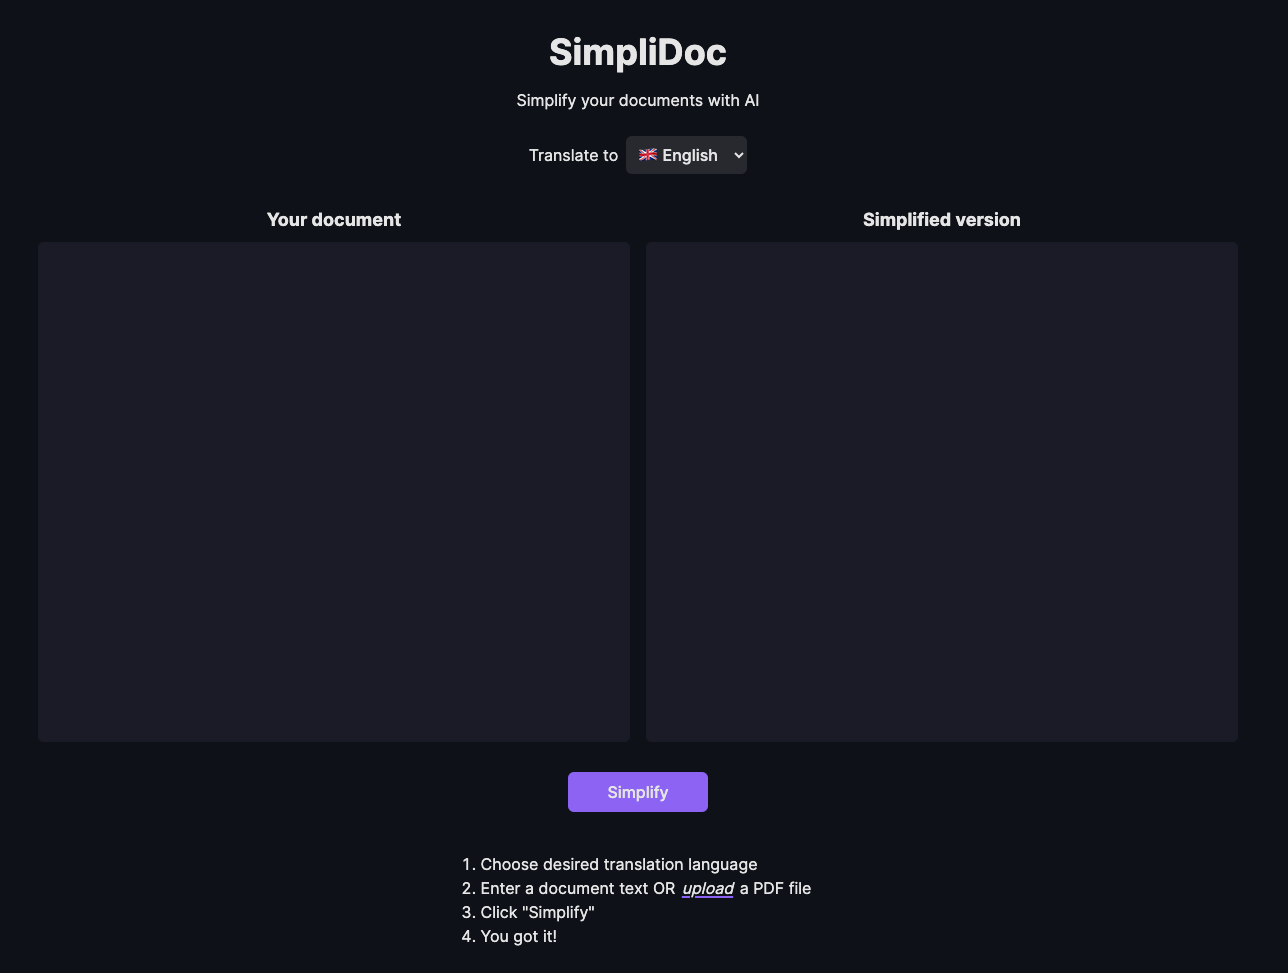 SimpliDoc
Simplify your documents with AI
Translate to 🇬🇧 English
Your document
Simplified version
Simplify
1. Choose desired translation language
2. Enter a document text OR upload a PDF file
3. Click "Simplify"
4. You got it!